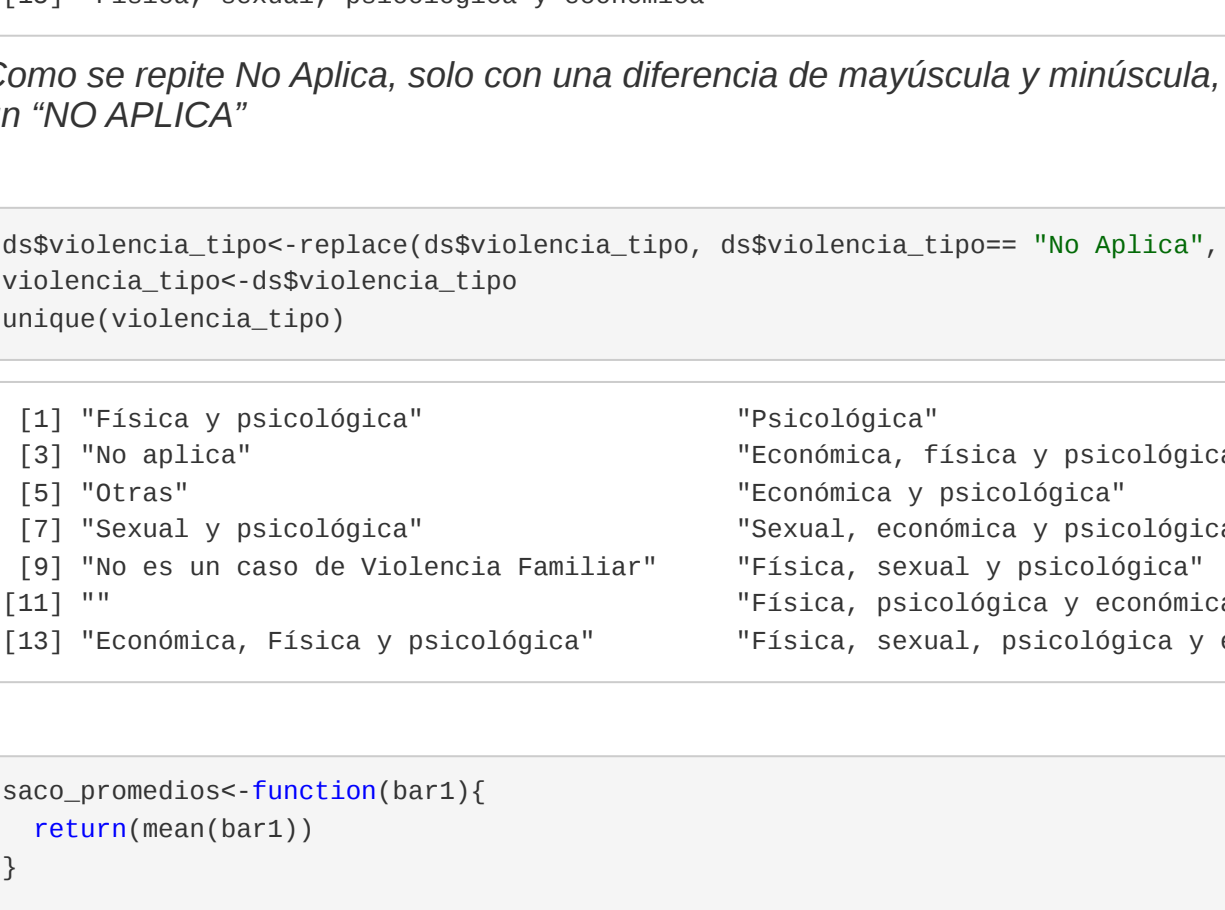 Como se repite No Aplica, solo con una diferencia de mayúscula y minúscula,
un “NO APLICA”
ds$violencia_tipo<-replace(ds$violencia_tipo, ds$violencia_tipo== "No Aplica",
violencia_tipo<-ds$violencia_tipo
unique(violencia_tipo)
[1] "Física y psicológica" "Psicológica"
[3] "No aplica" "Económica, física y psicológica
[5] "Otras" "Económica y psicológica"
[7] "Sexual y psicológica" "Sexual, económica y psicológica
[9] "No es un caso de Violencia Familiar" "Física, sexual y psicológica"
[11] "" "Física, psicológica y económica
[13] "Económica, Física y psicológica" "Física, sexual, psicológica y e
saco_promedios<-function(bar1){
return(mean(bar1))
}